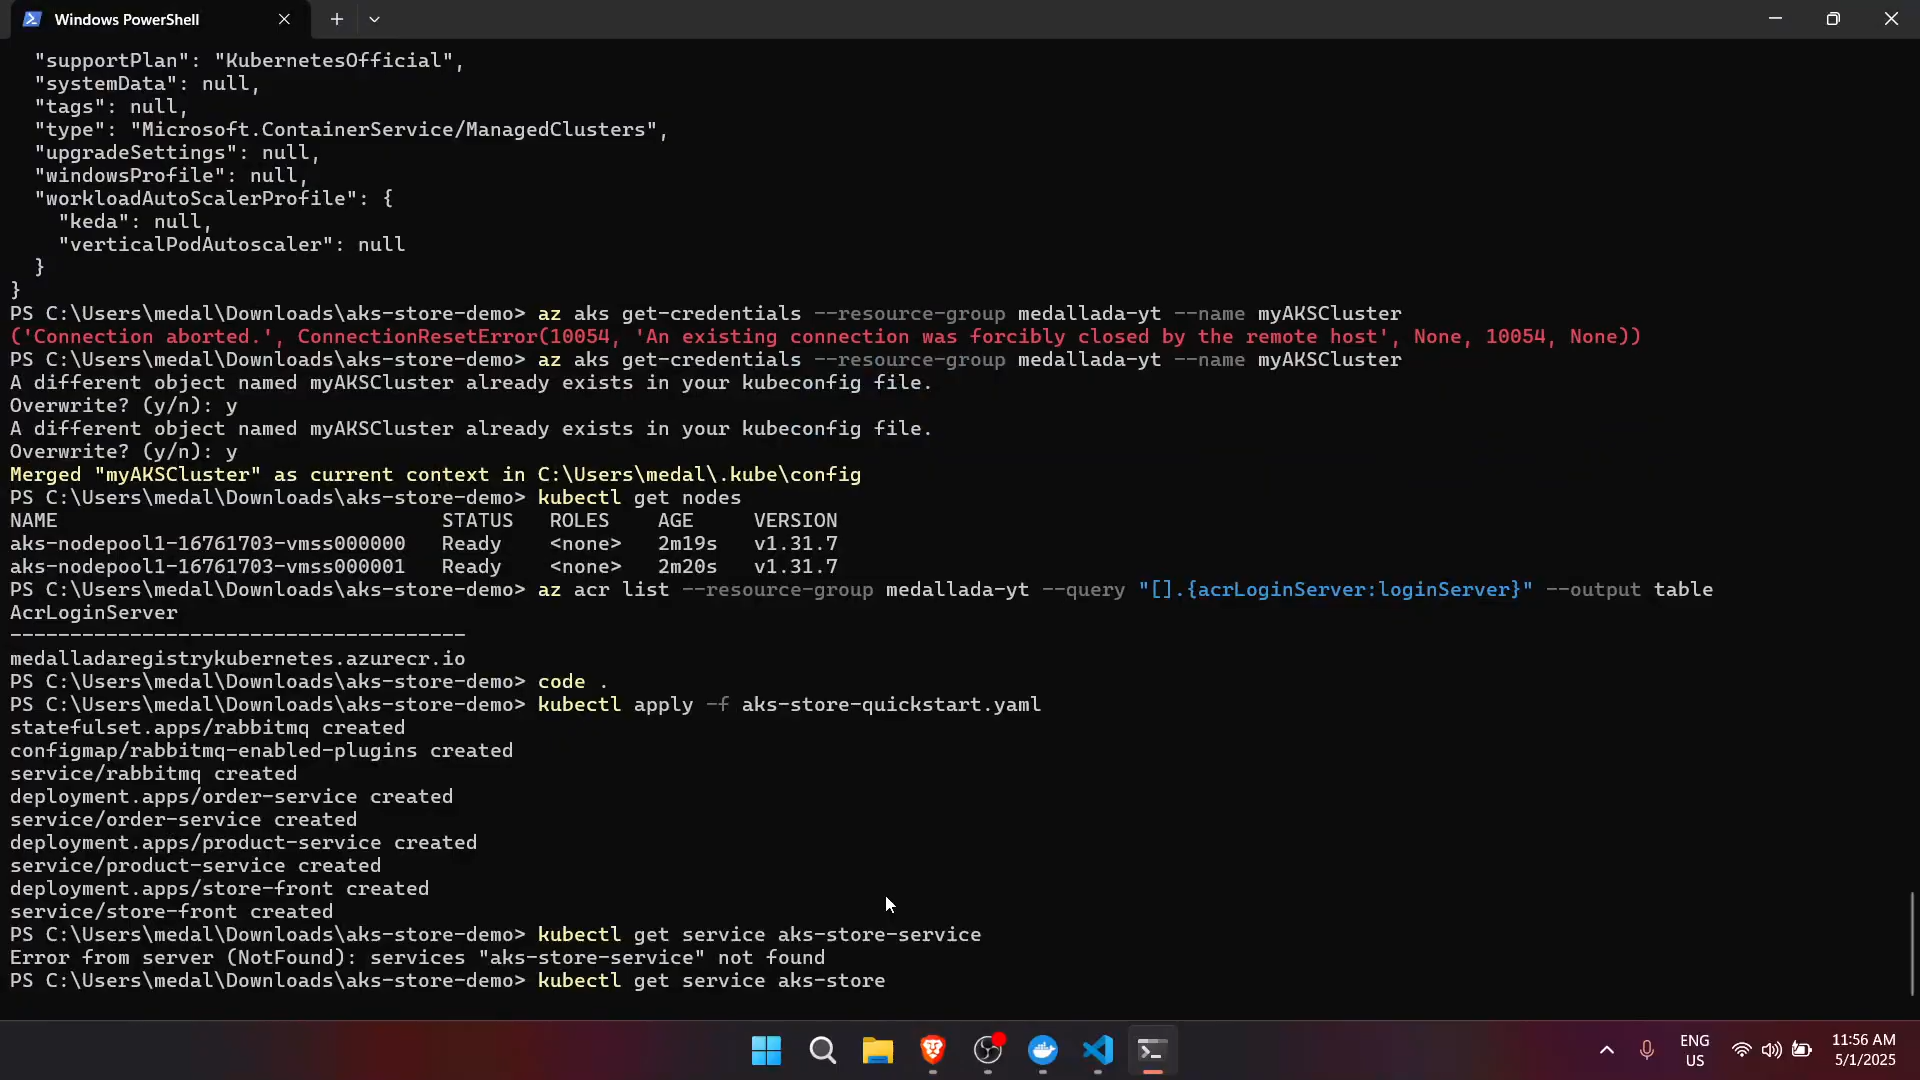 Windows PowerShell
  "supportPlan": "KubernetesOfficial",
  "systemData": null,
  "tags": null,
  "type": "Microsoft.ContainerService/ManagedClusters",
  "upgradeSettings": null,
  "windowsProfile": null,
  "workloadAutoScalerProfile": {
    "keda": null,
    "verticalPodAutoscaler": null
  }
}
PS C:\Users\medal\Downloads\aks-store-demo> az aks get-credentials --resource-group medallada-yt --name myAKSCluster
('Connection aborted.', ConnectionResetError(10054, 'An existing connection was forcibly closed by the remote host', None, 10054, None))
PS C:\Users\medal\Downloads\aks-store-demo> az aks get-credentials --resource-group medallada-yt --name myAKSCluster
A different object named myAKSCluster already exists in your kubeconfig file.
Overwrite? (y/n): y
A different object named myAKSCluster already exists in your kubeconfig file.
Overwrite? (y/n): y
Merged "myAKSCluster" as current context in C:\Users\medal\.kube\config
PS C:\Users\medal\Downloads\aks-store-demo> kubectl get nodes
NAME                                STATUS   ROLES    AGE     VERSION
aks-nodepool1-16761703-vmss000000   Ready    <none>   2m19s   v1.31.7
aks-nodepool1-16761703-vmss000001   Ready    <none>   2m20s   v1.31.7
PS C:\Users\medal\Downloads\aks-store-demo> az acr list --resource-group medallada-yt --query "[].{acrLoginServer:loginServer}" --output table
AcrLoginServer
--------------------------------------
medalladaregistrykubernetes.azurecr.io
PS C:\Users\medal\Downloads\aks-store-demo> code .
PS C:\Users\medal\Downloads\aks-store-demo> kubectl apply -f aks-store-quickstart.yaml
statefulset.apps/rabbitmq created
configmap/rabbitmq-enabled-plugins created
service/rabbitmq created
deployment.apps/order-service created
service/order-service created
deployment.apps/product-service created
service/product-service created
deployment.apps/store-front created
service/store-front created
PS C:\Users\medal\Downloads\aks-store-demo> kubectl get service aks-store-service
Error from server (NotFound): services "aks-store-service" not found
PS C:\Users\medal\Downloads\aks-store-demo> kubectl get service aks-store
ENG
US
11:56 AM
5/1/2025